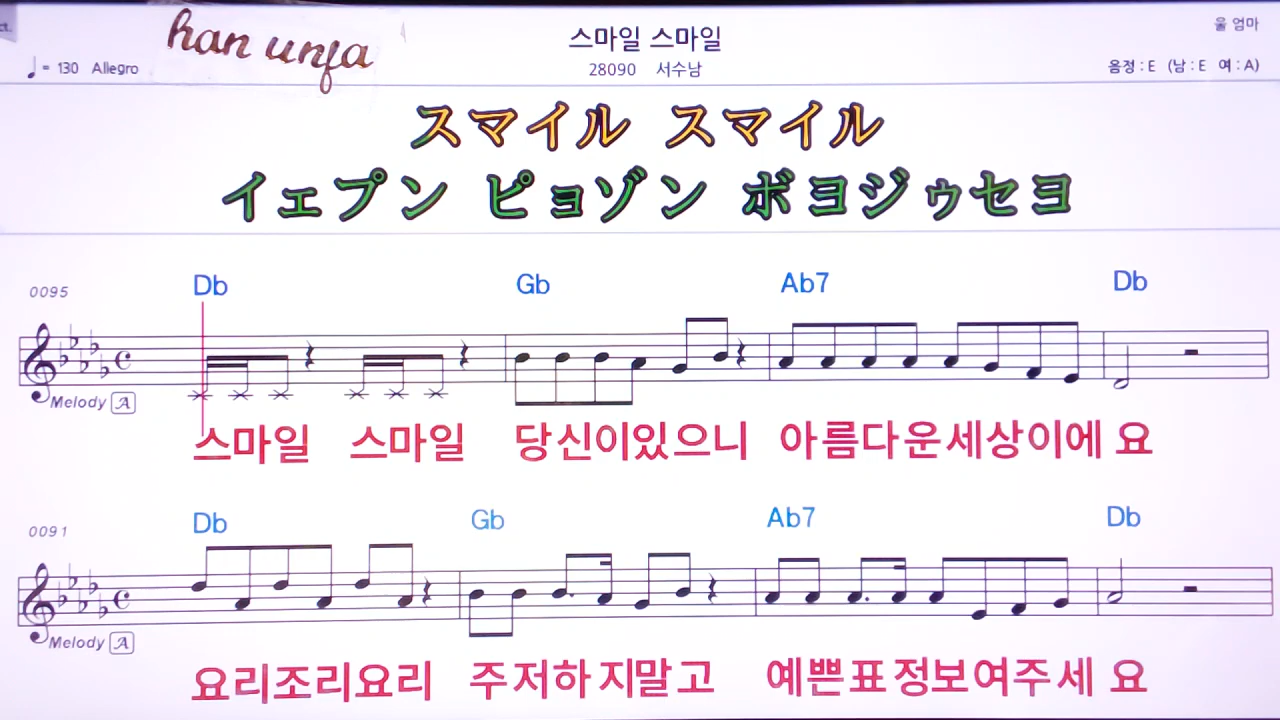 ct.
han unja
스마일 스마일
울 엄마
♩= 130 Allegro
28090 서수남
음정 : E (남 : E 여 : A)
スマイル スマイル
イェプン ピョゾン ボヨジゥセヨ
0095
Db Gb Ab7 Db
Melody A
스마일 스마일 당신이있으니 아름다운세상이에요
0091
Db Gb Ab7 Db
Melody A
요리조리요리 주저하지말고 예쁜표정보여주세요